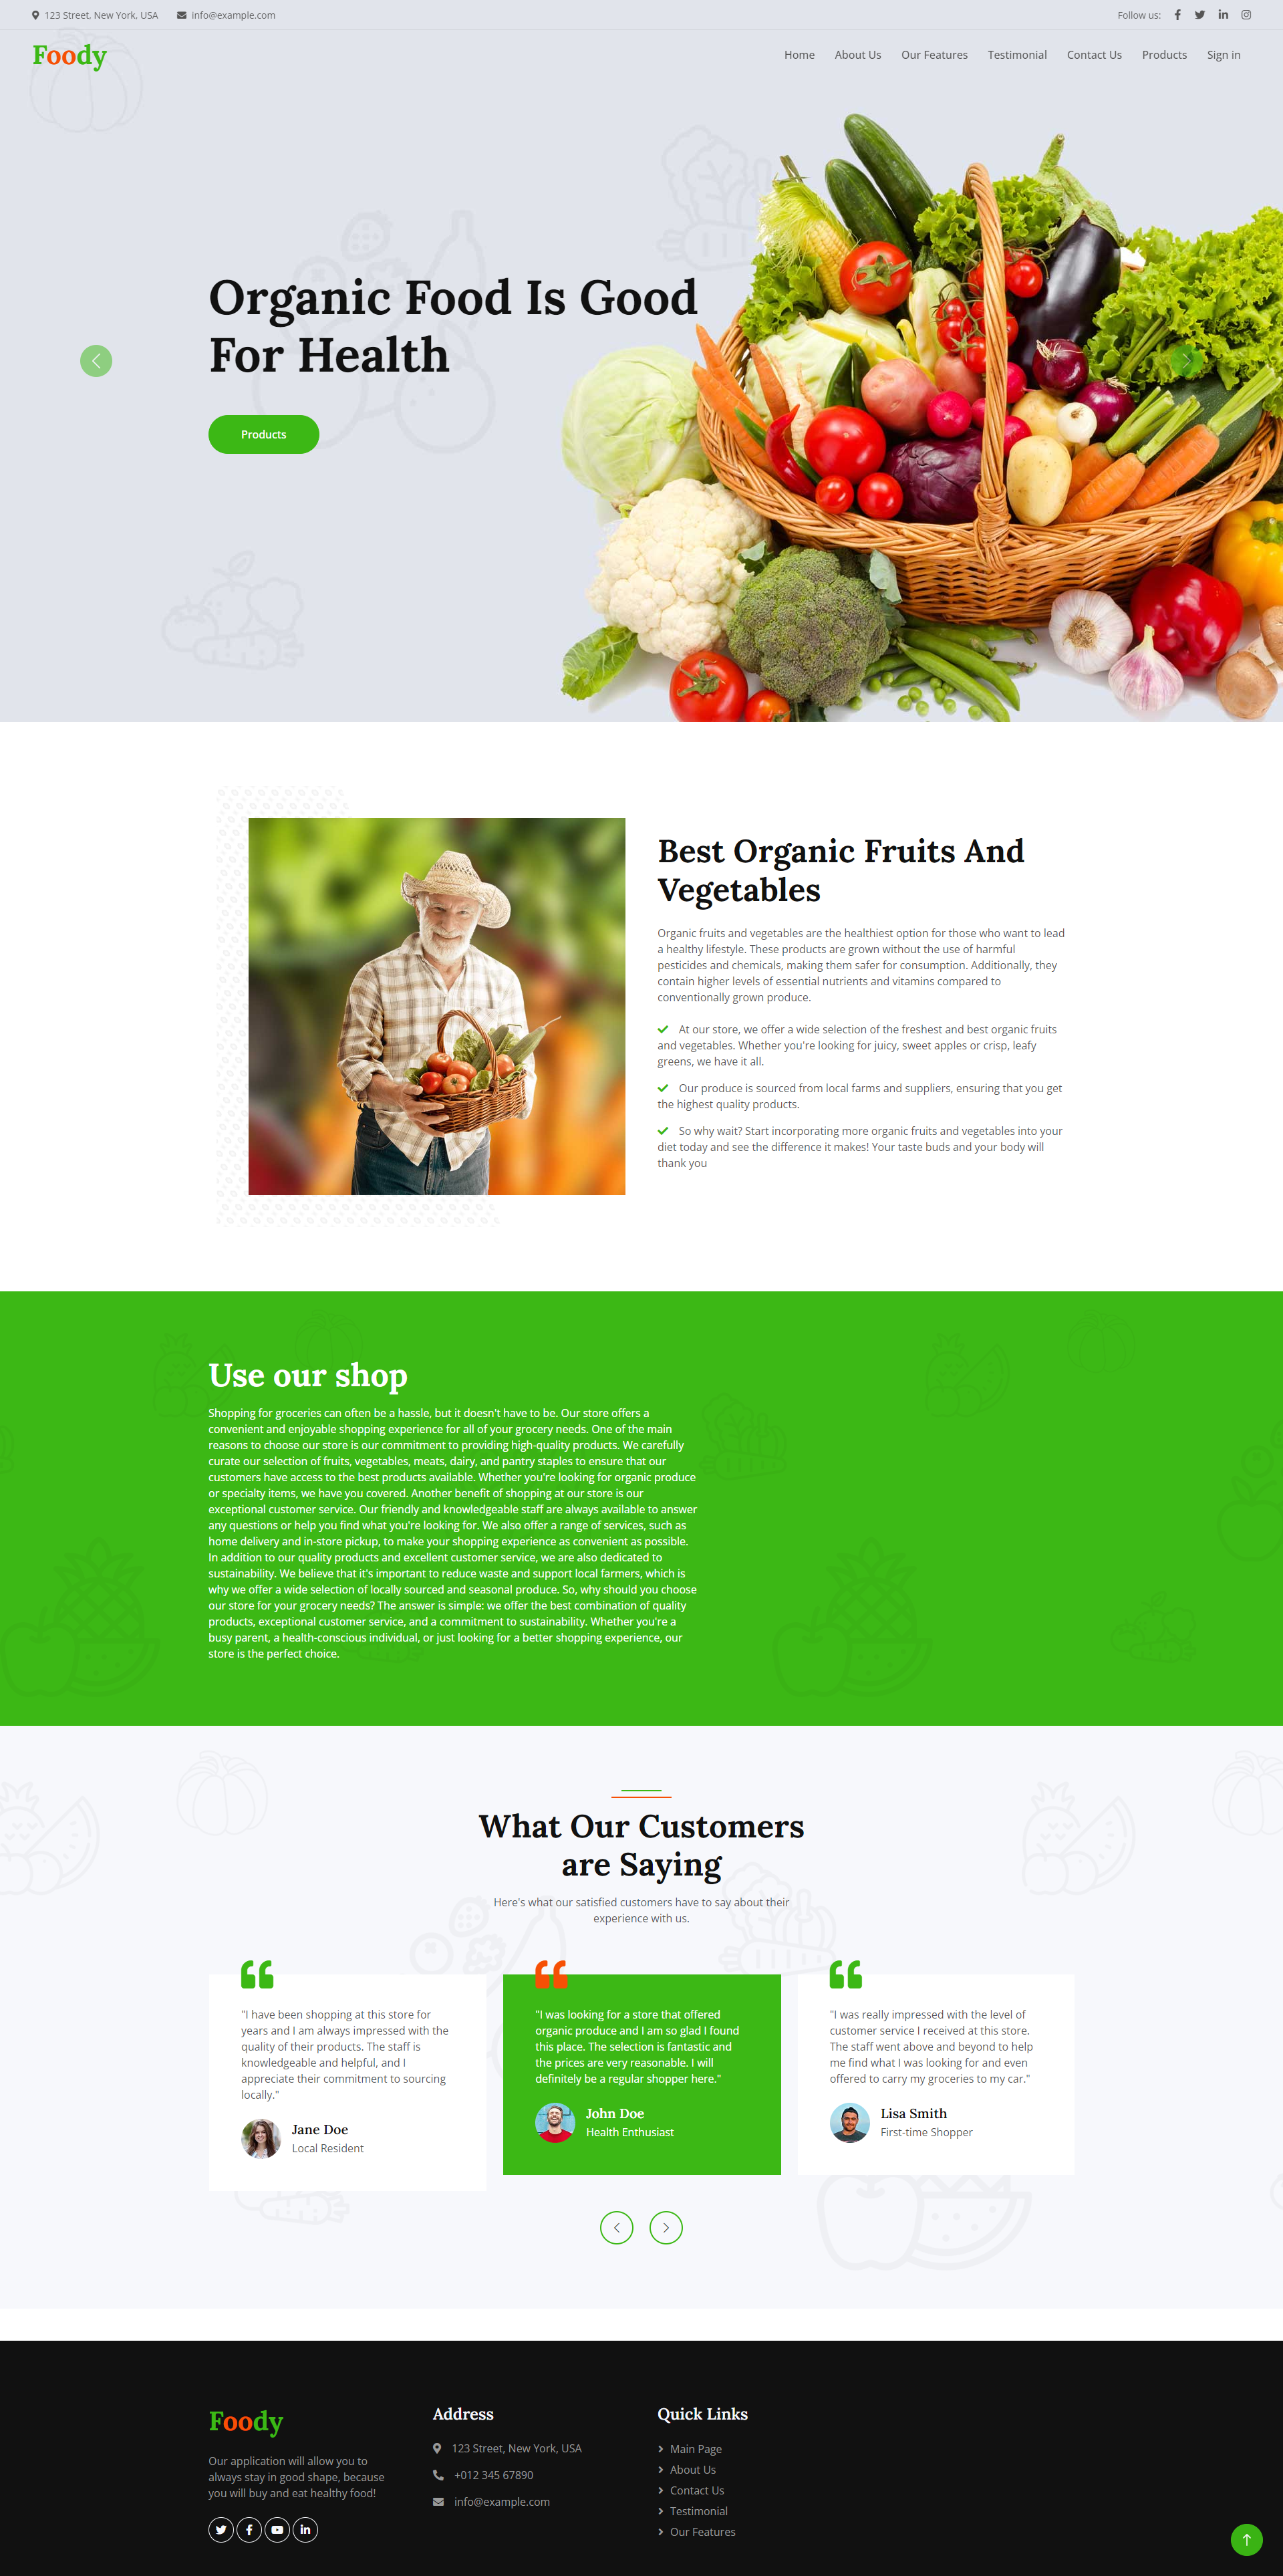 123 Street, New York, USA
info@example.com
Follow us:
Foody
Home
About Us
Our Features
Testimonial
Contact Us
Products
Sign in
Organic Food Is Good
For Health
Products
Best Organic Fruits And
Vegetables
Organic fruits and vegetables are the healthiest option for those who want to lead
a healthy lifestyle. These products are grown without the use of harmful
pesticides and chemicals, making them safer for consumption. Additionally, they
contain higher levels of essential nutrients and vitamins compared to
conventionally grown produce.
At our store, we offer a wide selection of the freshest and best organic fruits
and vegetables. Whether you're looking for juicy, sweet apples or crisp, leafy
greens, we have it all.
Our produce is sourced from local farms and suppliers, ensuring that you get
the highest quality products.
So why wait? Start incorporating more organic fruits and vegetables into your
diet today and see the difference it makes! Your taste buds and your body will
thank you
Use our shop
Shopping for groceries can often be a hassle, but it doesn't have to be. Our store offers a
convenient and enjoyable shopping experience for all of your grocery needs. One of the main
reasons to choose our store is our commitment to providing high-quality products. We carefully
curate our selection of fruits, vegetables, meats, dairy, and pantry staples to ensure that our
customers have access to the best products available. Whether you're looking for organic produce
or specialty items, we have you covered. Another benefit of shopping at our store is our
exceptional customer service. Our friendly and knowledgeable staff are always available to answer
any questions or help you find what you're looking for. We also offer a range of services, such as
home delivery and in-store pickup, to make your shopping experience as convenient as possible.
In addition to our quality products and excellent customer service, we are also dedicated to
sustainability. We believe that it's important to reduce waste and support local farmers, which is
why we offer a wide selection of locally sourced and seasonal produce. So, why should you choose
our store for your grocery needs? The answer is simple: we offer the best combination of quality
products, exceptional customer service, and a commitment to sustainability. Whether you're a
busy parent, a health-conscious individual, or just looking for a better shopping experience, our
store is the perfect choice.
What Our Customers
are Saying
Here's what our satisfied customers have to say about their
experience with us.
"I have been shopping at this store for
years and I am always impressed with the
quality of their products. The staff is
knowledgeable and helpful, and I
appreciate their commitment to sourcing
locally."
Jane Doe
Local Resident
"I was looking for a store that offered
organic produce and I am so glad I found
this place. The selection is fantastic and
the prices are very reasonable. I will
definitely be a regular shopper here."
John Doe
Health Enthusiast
"I was really impressed with the level of
customer service I received at this store.
The staff went above and beyond to help
me find what I was looking for and even
offered to carry my groceries to my car."
Lisa Smith
First-time Shopper
Foody
Our application will allow you to
always stay in good shape, because
you will buy and eat healthy food!
Address
123 Street, New York, USA
+012 345 67890
info@example.com
Quick Links
Main Page
About Us
Contact Us
Testimonial
Our Features